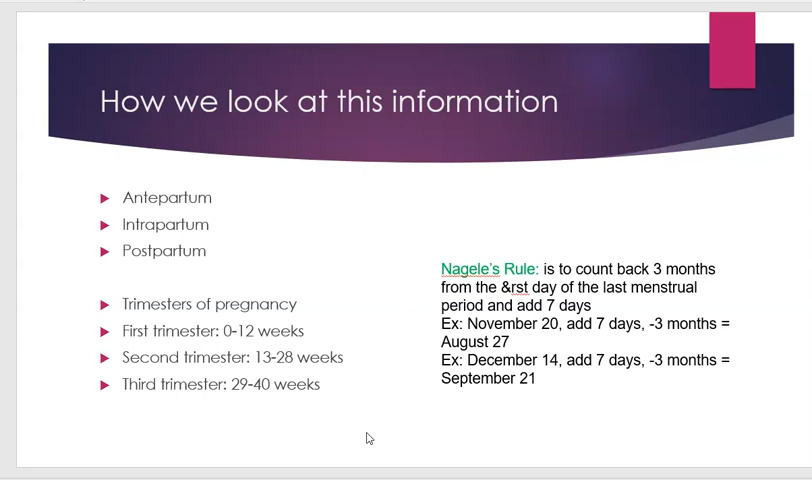 How we look at this information
Antepartum
Intrapartum
Postpartum
Trimesters of pregnancy
First trimester: 0-12 weeks
Second trimester: 13-28 weeks
Third trimester: 29-40 weeks
Nagele's Rule: is to count back 3 months
from the &rst day of the last menstrual
period and add 7 days
Ex: November 20, add 7 days, -3 months =
August 27
Ex: December 14, add 7 days, -3 months =
September 21